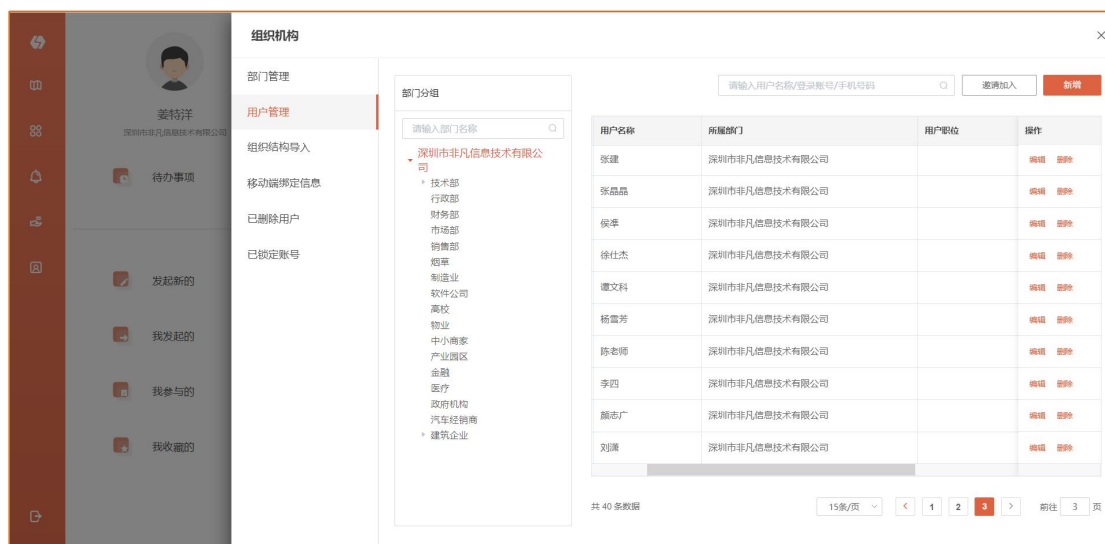 组织机构
姜特洋
深圳市非凡信息技术有限公司
待办事项
发起新的
我发起的
我参与的
我收藏的
部门管理
用户管理
组织结构导入
移动端绑定信息
已删除用户
已锁定账号
部门分组
请输入部门名称
深圳市非凡信息技术有限公
司
技术部
行政部
财务部
市场部
销售部
烟草
制造业
软件公司
高校
物业
中小商家
产业园区
金融
医疗
政府机构
汽车经销商
建筑企业
请输入用户名称/登录账号/手机号码 邀请加入 新增
用户名称 所属部门 用户职位 操作
张建 深圳市非凡信息技术有限公司 编辑 删除
张晶晶 深圳市非凡信息技术有限公司 编辑 删除
侯凖 深圳市非凡信息技术有限公司 编辑 删除
徐仕杰 深圳市非凡信息技术有限公司 编辑 删除
谭文科 深圳市非凡信息技术有限公司 编辑 删除
杨雪芳 深圳市非凡信息技术有限公司 编辑 删除
陈老师 深圳市非凡信息技术有限公司 编辑 删除
李四 深圳市非凡信息技术有限公司 编辑 删除
颜志广 深圳市非凡信息技术有限公司 编辑 删除
刘潇 深圳市非凡信息技术有限公司 编辑 删除
共 40 条数据 15条/页 1 2 3 前往 3 页